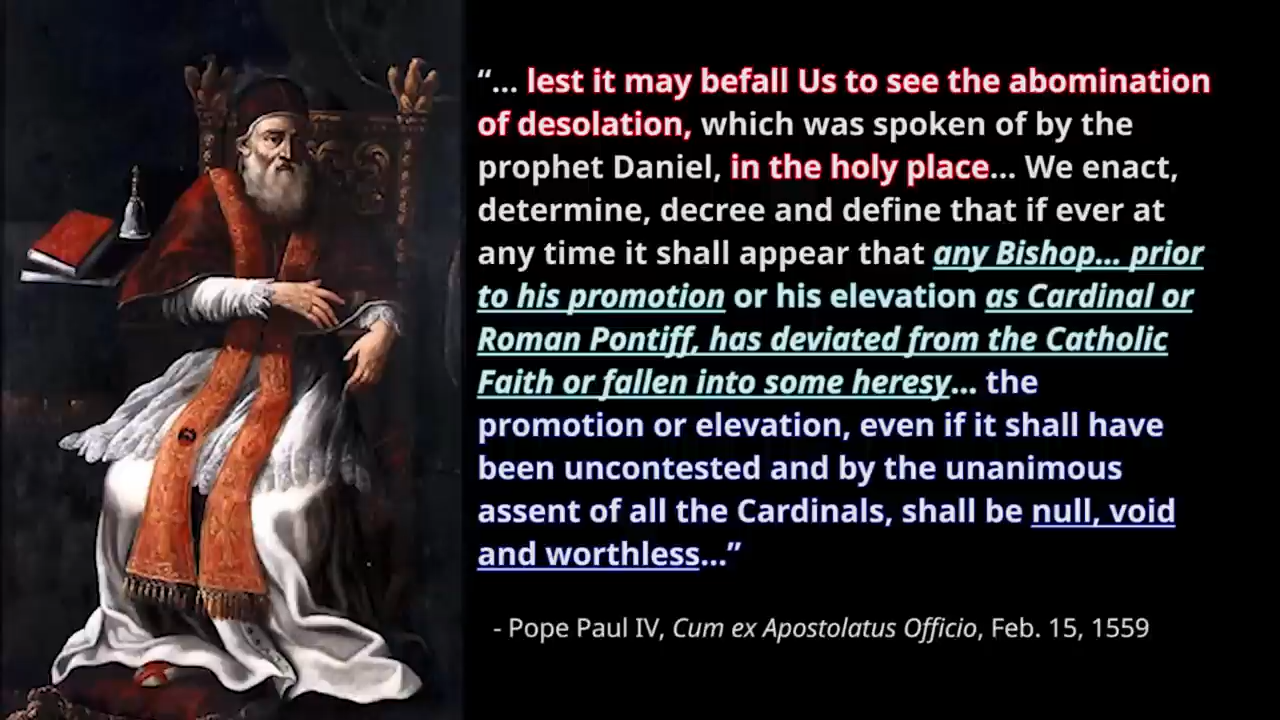 “... lest it may befall Us to see the abomination
of desolation, which was spoken of by the
prophet Daniel, in the holy place... We enact,
determine, decree and define that if ever at
any time it shall appear that any Bishop... prior
to his promotion or his elevation as Cardinal or
Roman Pontiff, has deviated from the Catholic
Faith or fallen into some heresy... the
promotion or elevation, even if it shall have
been uncontested and by the unanimous
assent of all the Cardinals, shall be null, void
and worthless...”
- Pope Paul IV, Cum ex Apostolatus Officio, Feb. 15, 1559